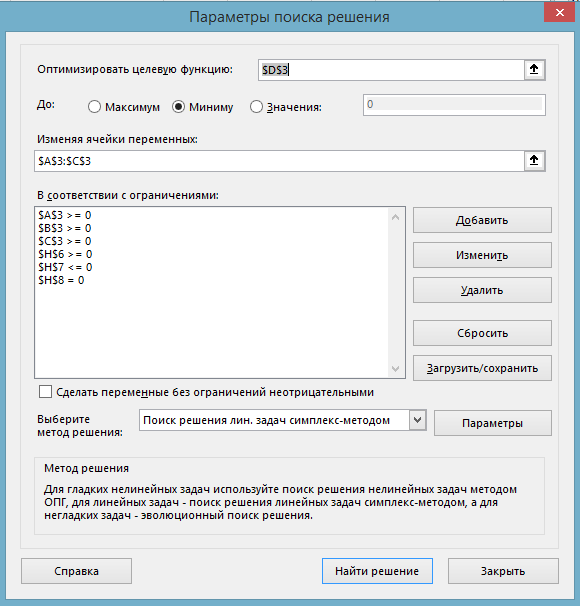 Параметры поиска решения
Оптимизировать целевую функцию:
$D$3
До:
Максимум
Миниму
Значения:
0
Изменяя ячейки переменных:
$A$3:$C$3
В соответствии с ограничениями:
$A$3 >= 0
$B$3 >= 0
$C$3 >= 0
$H$6 >= 0
$H$7 <= 0
$H$8 = 0
Добавить
Изменить
Удалить
Сбросить
Загрузить/сохранить
Сделать переменные без ограничений неотрицательными
Выберите
метод решения:
Поиск решения лин. задач симплекс-методом
Параметры
Метод решения
Для гладких нелинейных задач используйте поиск решения нелинейных задач методом
ОПГ, для линейных задач - поиск решения линейных задач симплекс-методом, а для
негладких задач - эволюционный поиск решения.
Справка
Найти решение
Закрыть